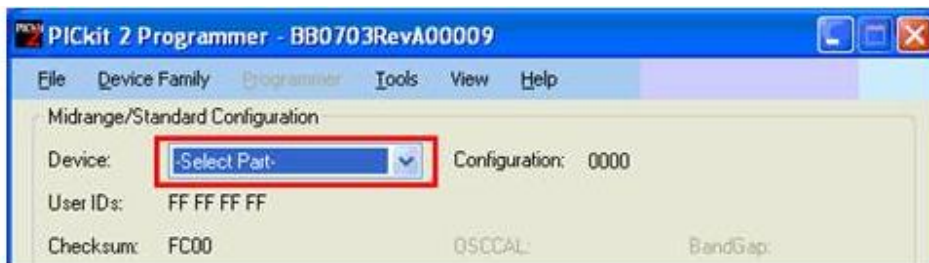 PICkit 2 Programmer - BB0703RevA00009
File Device Family Programmer Tools View Help
Midrange/Standard Configuration
Device: -Select Part- Configuration: 0000
User IDs: FF FF FF FF
Checksum: FC00 OSCCAL: BandGap: